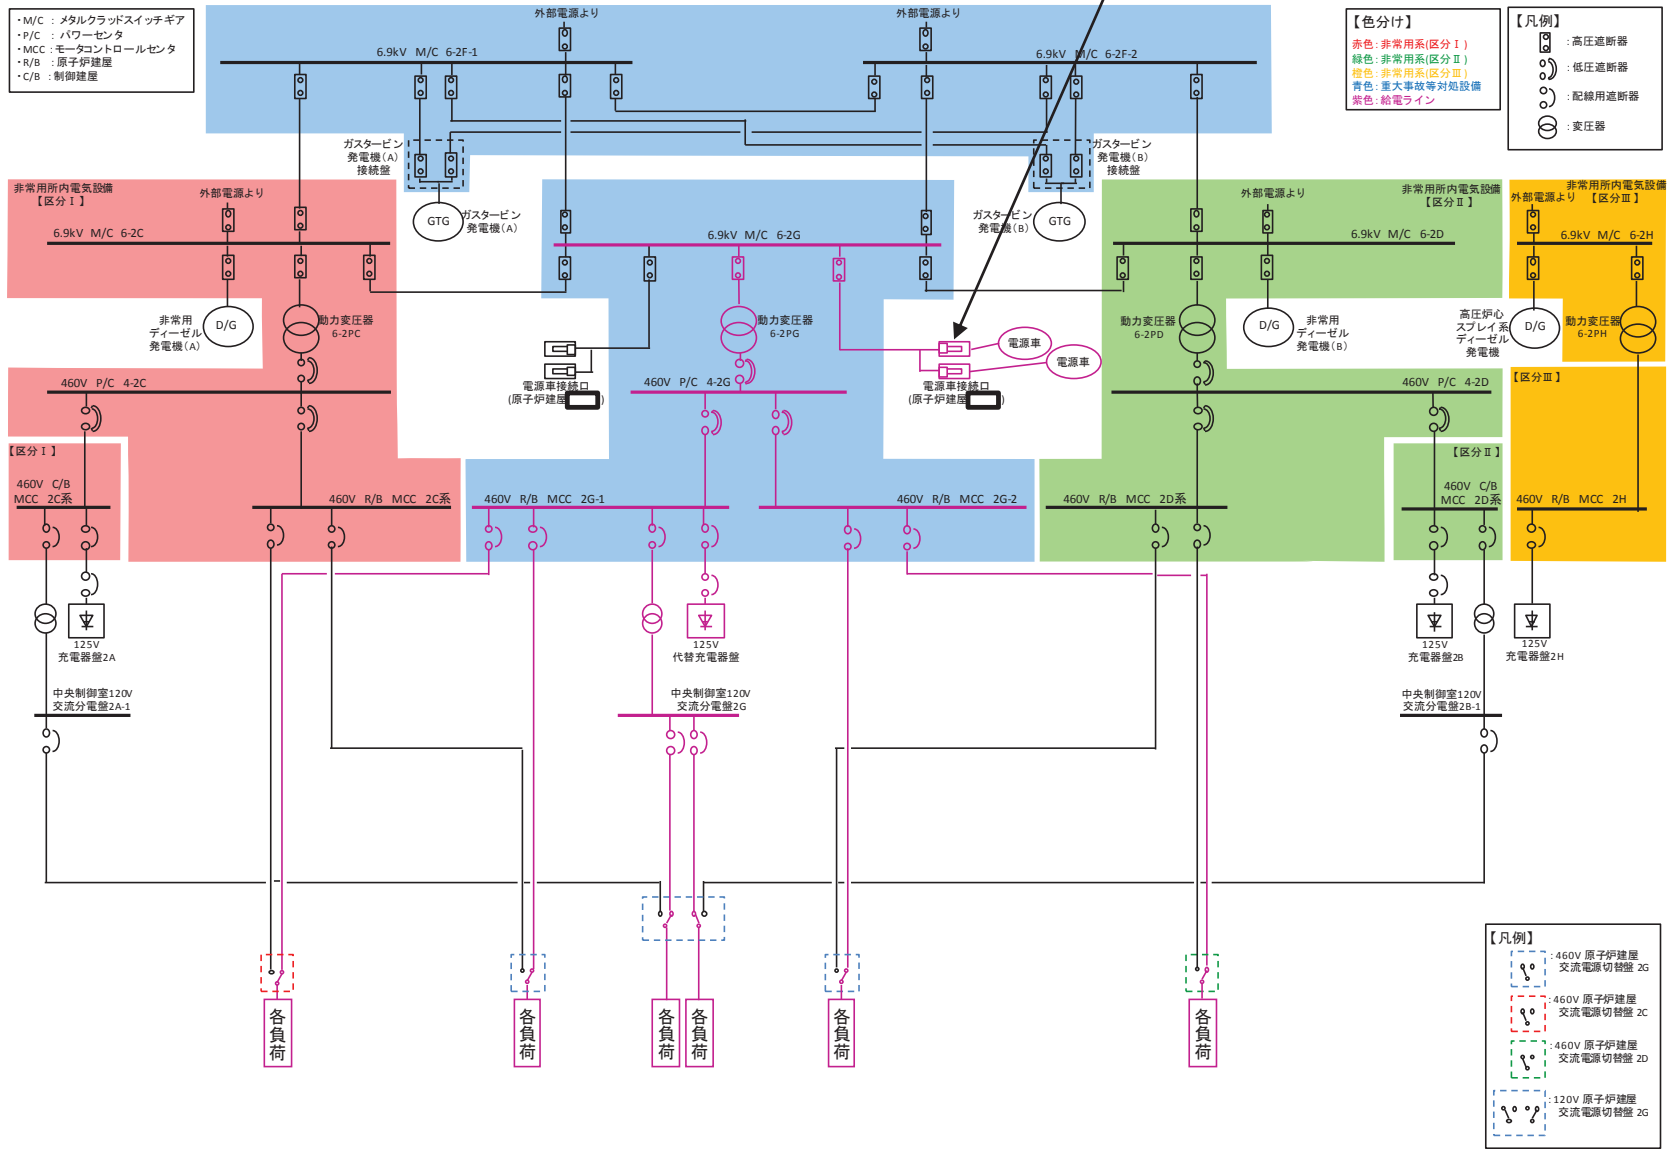 ・M/C : メタルクラッドスイッチギア
・P/C : パワーセンタ
・MCC : モータコントロールセンタ
・R/B : 原子炉建屋
・C/B : 制御建屋
外部電源より
外部電源より
6.9kV M/C 6-2F-1
6.9kV M/C 6-2F-2
【色分け】
赤色：非常用系(区分Ⅰ)
緑色：非常用系(区分Ⅱ)
橙色：非常用系(区分Ⅲ)
青色：重大事故等対処設備
紫色：給電ライン
【凡例】
：高圧遮断器
：低圧遮断器
：配線用遮断器
：変圧器
ガスタービン
発電機(A)
接続盤
ガスタービン
発電機(B)
接続盤
非常用所内電気設備
【区分Ⅰ】
外部電源より
GTG
ガスタービン
発電機(A)
ガスタービン
発電機(B)
GTG
外部電源より
非常用所内電気設備
【区分Ⅱ】
非常用所内電気設備
外部電源より 【区分Ⅲ】
6.9kV M/C 6-2C
6.9kV M/C 6-2G
6.9kV M/C 6-2D
6.9kV M/C 6-2H
非常用
ディーゼル
発電機(A)
D/G
動力変圧器
6-2PC
動力変圧器
6-2PG
電源車
電源車
動力変圧器
6-2PD
D/G
非常用
ディーゼル
発電機(B)
高圧炉心
スプレイ系
ディーゼル
発電機
D/G
動力変圧器
6-2PH
電源車接続口
(原子炉建屋 )
電源車接続口
(原子炉建屋 )
460V P/C 4-2C
460V P/C 4-2G
460V P/C 4-2D
【区分Ⅲ】
【区分Ⅰ】
【区分Ⅱ】
460V C/B
MCC 2C系
460V R/B MCC 2C系
460V R/B MCC 2G-1
460V R/B MCC 2G-2
460V R/B MCC 2D系
460V C/B
MCC 2D系
460V R/B MCC 2H
125V
充電器盤2A
125V
代替充電器盤
125V
充電器盤2B
125V
充電器盤2H
中央制御室120V
交流分電盤2A-1
中央制御室120V
交流分電盤2G
中央制御室120V
交流分電盤2B-1
各負荷
各負荷
各負荷
各負荷
各負荷
各負荷
【凡例】
：460V 原子炉建屋
交流電源切替盤 2G
：460V 原子炉建屋
交流電源切替盤 2C
：460V 原子炉建屋
交流電源切替盤 2D
：120V 原子炉建屋
交流電源切替盤 2G